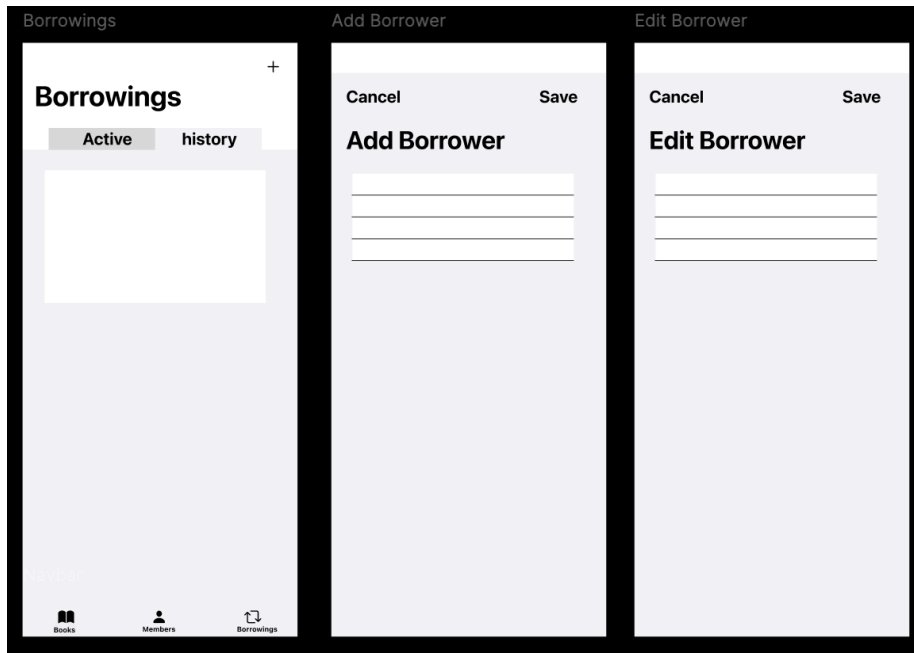 Borrowings
+
Borrowings
Active history
Books Members Borrowings
Add Borrower
Cancel Save
Add Borrower
Edit Borrower
Cancel Save
Edit Borrower